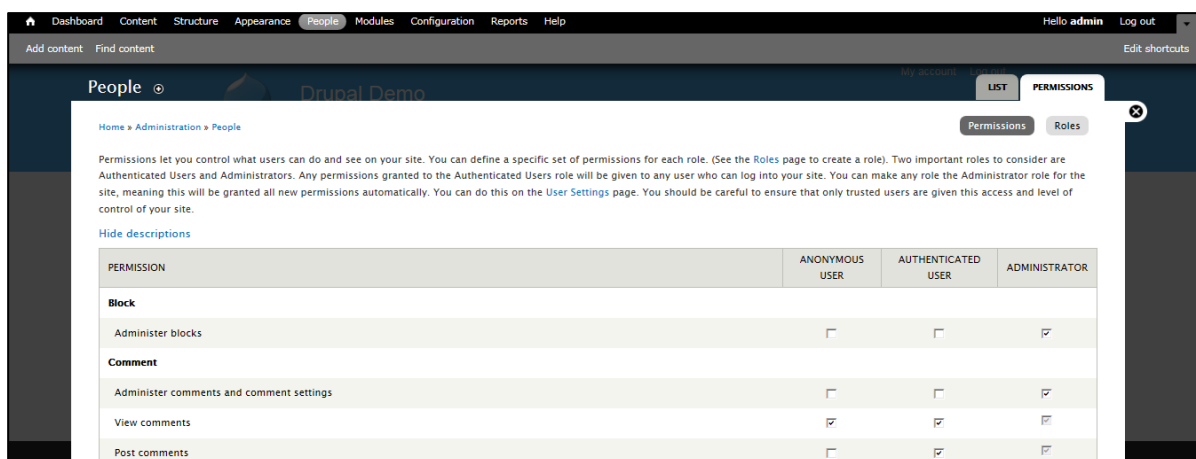 Dashboard Content Structure Appearance People Modules Configuration Reports Help Hello admin Log out
Add content Find content Edit shortcuts
My account Log out
People Drupal Demo LIST PERMISSIONS
Home » Administration » People Permissions Roles
Permissions let you control what users can do and see on your site. You can define a specific set of permissions for each role. (See the Roles page to create a role). Two important roles to consider are
Authenticated Users and Administrators. Any permissions granted to the Authenticated Users role will be given to any user who can log into your site. You can make any role the Administrator role for the
site, meaning this will be granted all new permissions automatically. You can do this on the User Settings page. You should be careful to ensure that only trusted users are given this access and level of
control of your site.
Hide descriptions
PERMISSION ANONYMOUS USER AUTHENTICATED USER ADMINISTRATOR
Block
Administer blocks
Comment
Administer comments and comment settings
View comments
Post comments